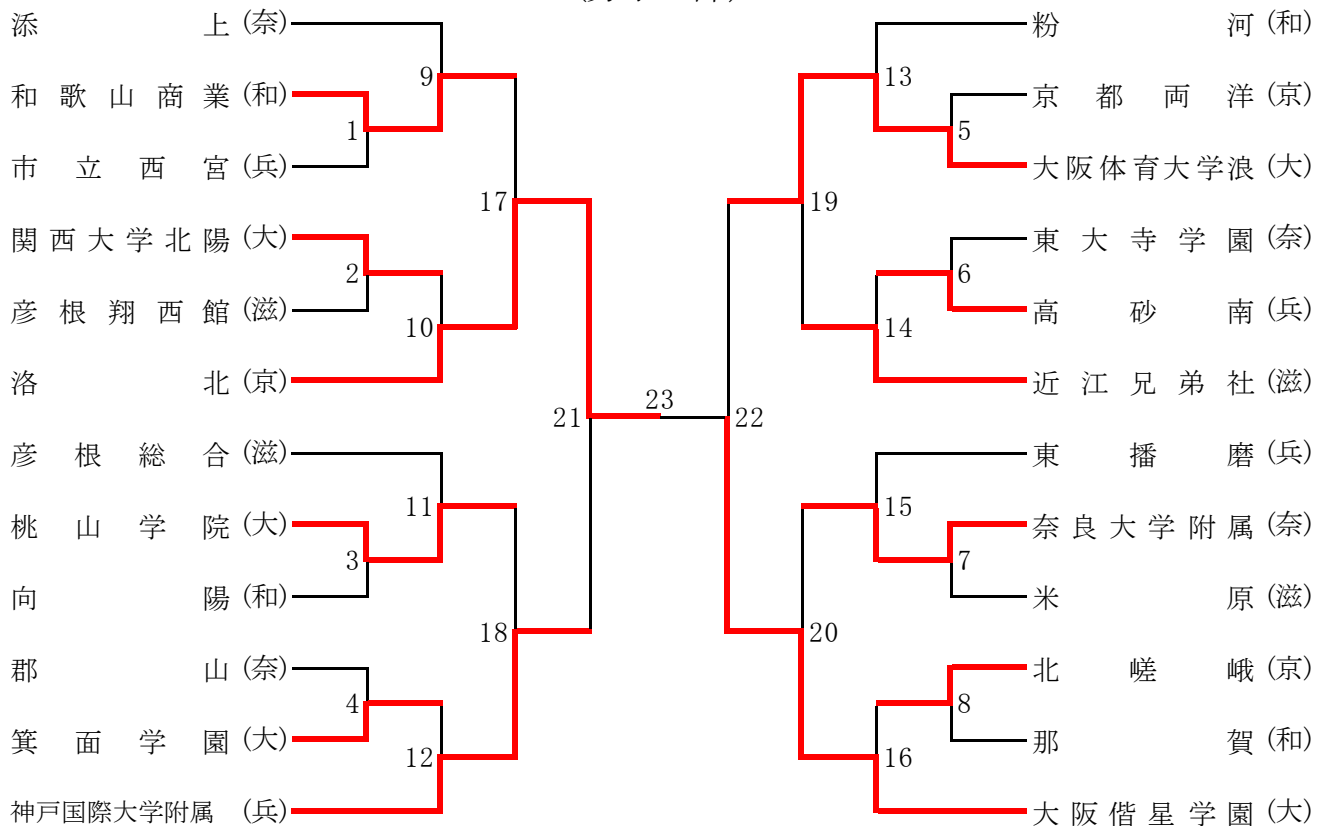 添上(奈)
和歌山商業(和)
市立西宮(兵)
関西大学北陽(大)
彦根翔西館(滋)
洛北(京)
彦根総合(滋)
桃山学院(大)
向陽(和)
郡山(奈)
箕面学園(大)
神戸国際大学附属(兵)
9
1
17
2
10
21
11
3
18
4
12
23
粉河(和)
京都両洋(京)
大阪体育大学浪(大)
東大寺学園(奈)
高砂南(兵)
近江兄弟社(滋)
東播磨(兵)
奈良大学附属(奈)
米原(滋)
北嵯峨(京)
那賀(和)
大阪偕星学園(大)
13
5
19
6
14
22
15
7
20
8
16